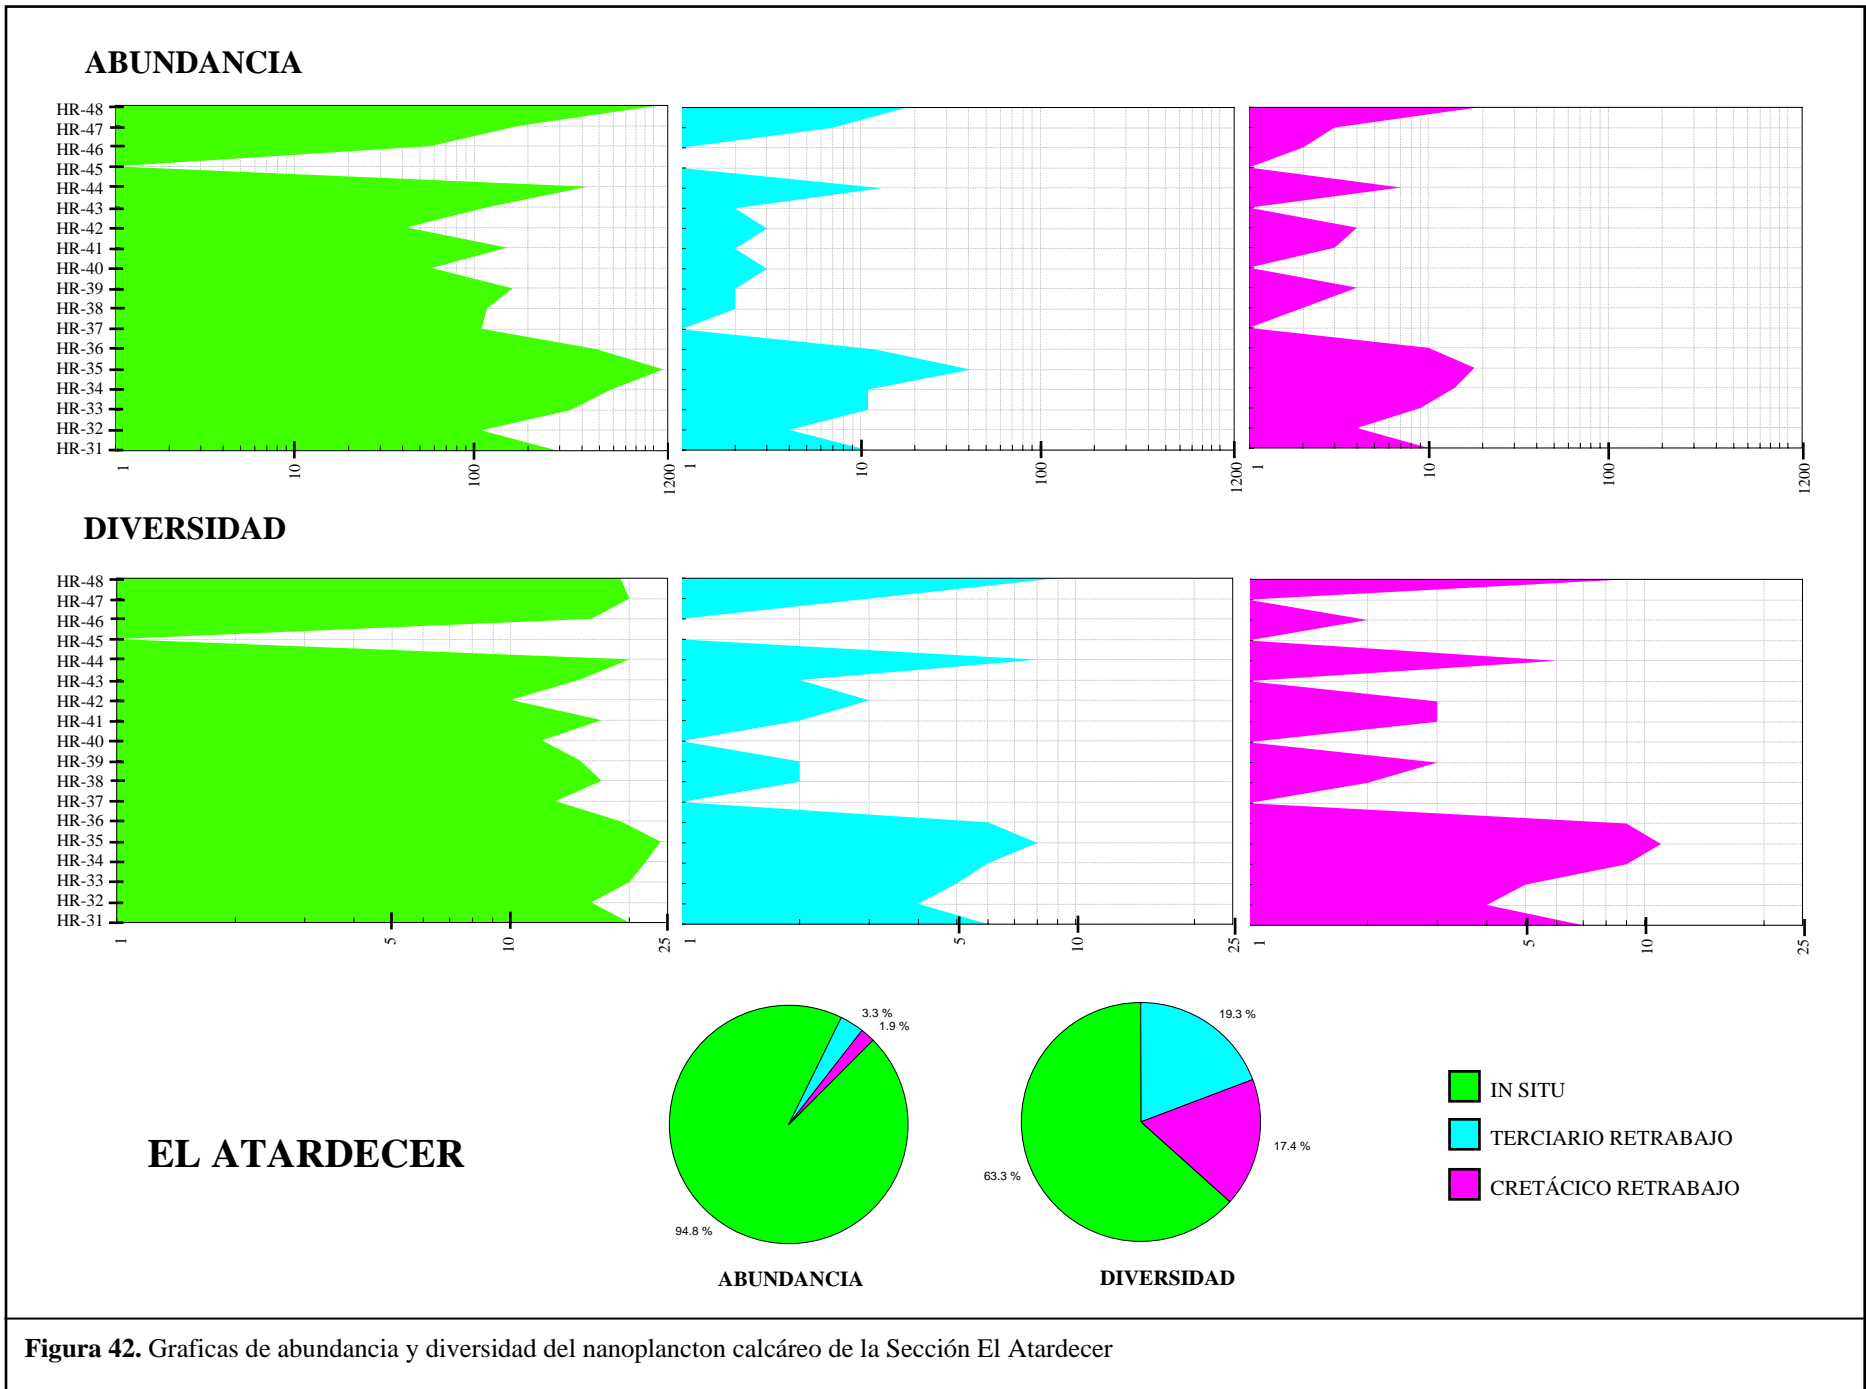 ABUNDANCIA
HR-48
HR-47
HR-46
HR-45
HR-44
HR-43
HR-42
HR-41
HR-40
HR-39
HR-38
HR-37
HR-36
HR-35
HR-34
HR-33
HR-32
HR-31
1 10 100 1200 1 10 100 1200 1 10 100 1200
DIVERSIDAD
HR-48
HR-47
HR-46
HR-45
HR-44
HR-43
HR-42
HR-41
HR-40
HR-39
HR-38
HR-37
HR-36
HR-35
HR-34
HR-33
HR-32
HR-31
1 5 10 25 1 5 10 25 1 5 10 25
EL ATARDECER
3.3 %
1.9 %
94.8 %
ABUNDANCIA
19.3 %
17.4 %
63.3 %
DIVERSIDAD
IN SITU
TERCIARIO RETRABAJO
CRETÁCICO RETRABAJO
Figura 42. Graficas de abundancia y diversidad del nanoplancton calcáreo de la Sección El Atardecer